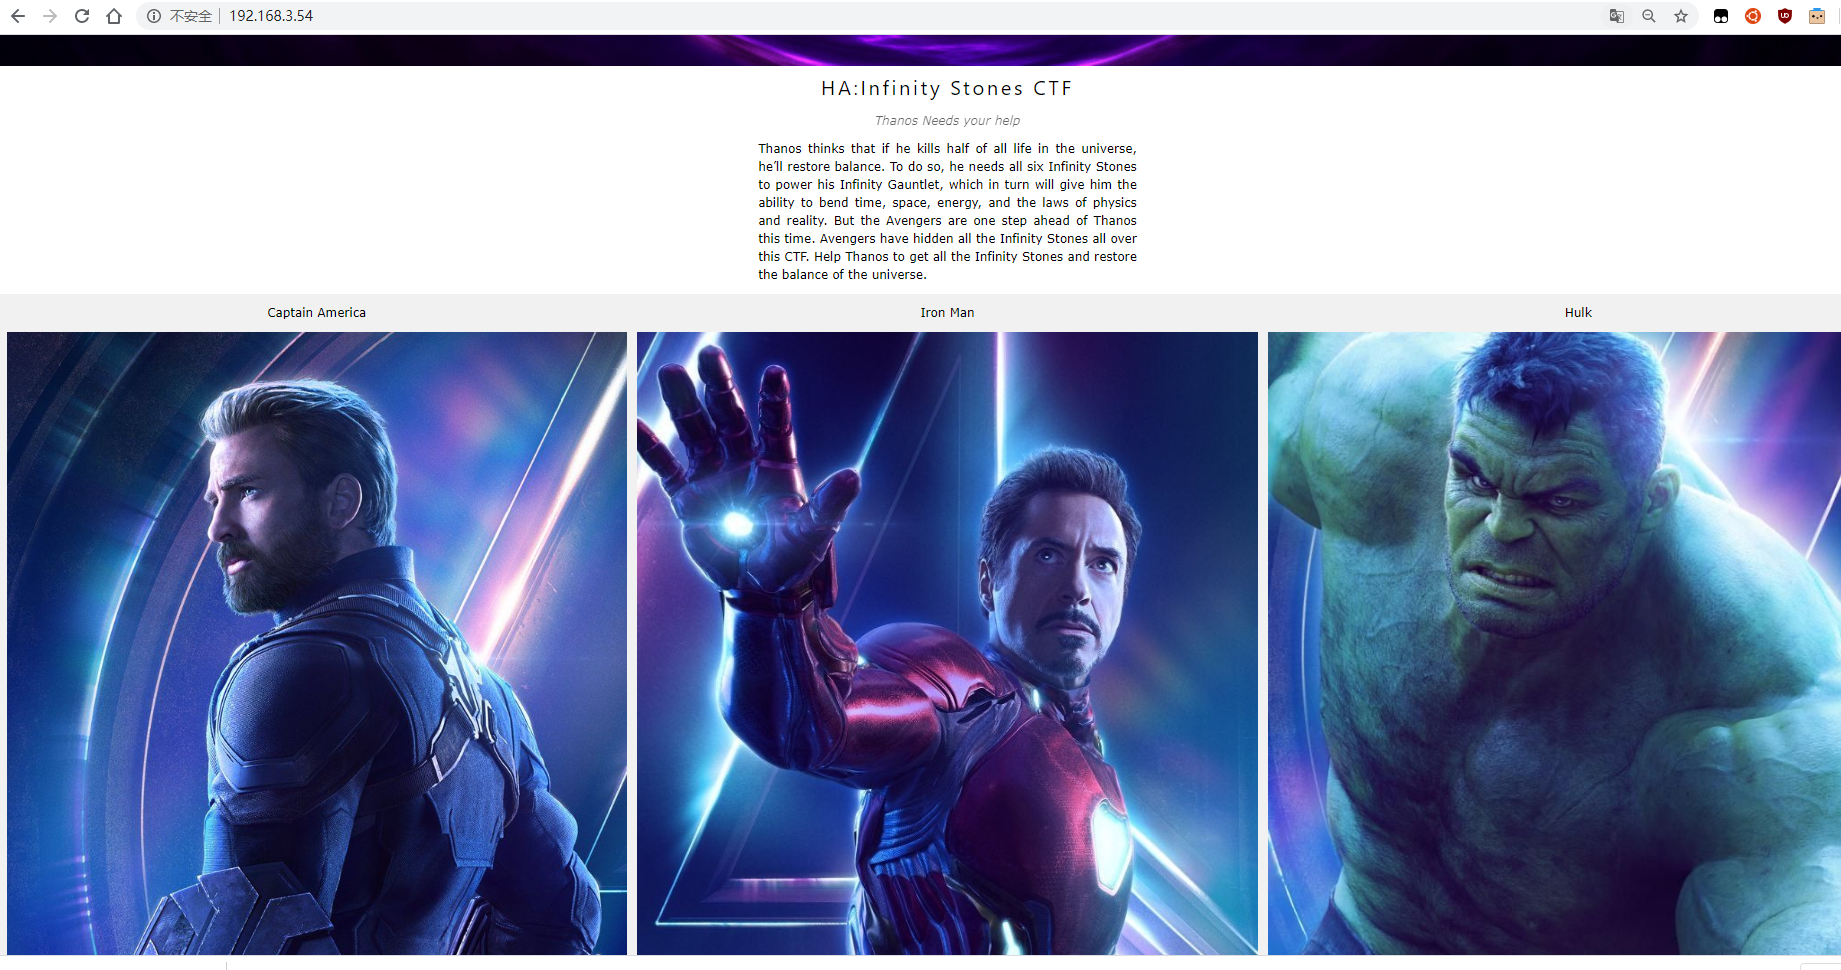 不安全 192.168.3.54
HA:Infinity Stones CTF
Thanos Needs your help
Thanos thinks that if he kills half of all life in the universe,
he'll restore balance. To do so, he needs all six Infinity Stones
to power his Infinity Gauntlet, which in turn will give him the
ability to bend time, space, energy, and the laws of physics
and reality. But the Avengers are one step ahead of Thanos
this time. Avengers have hidden all the Infinity Stones all over
this CTF. Help Thanos to get all the Infinity Stones and restore
the balance of the universe.
Captain America Iron Man Hulk